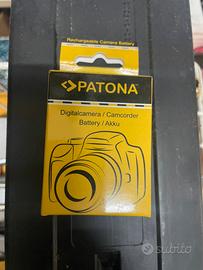 Rechargeable Camera Battery
PATONA
Digitalcamera / Camcorder
Battery / Akku
subito